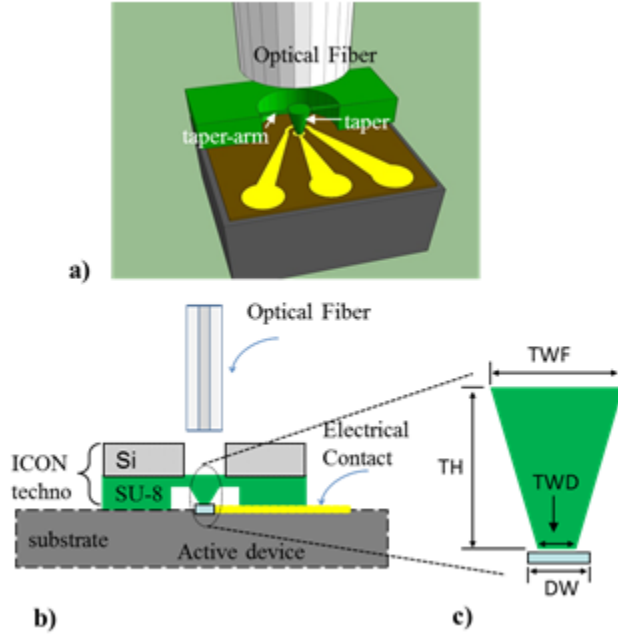 Optical Fiber
taper-arm
taper
a)
Optical Fiber
TWF
Electrical
Contact
ICON
techno
Si
SU-8
TH
TWD
substrate
Active device
DW
b)
c)